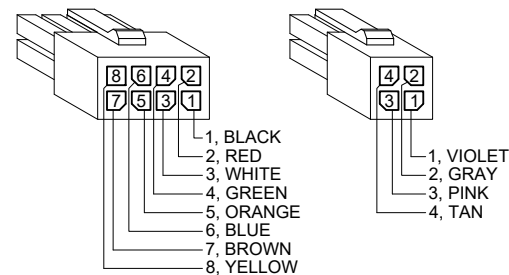 8 6 4 2
7 5 3 1
1, BLACK
2, RED
3, WHITE
4, GREEN
5, ORANGE
6, BLUE
7, BROWN
8, YELLOW
4 2
3 1
1, VIOLET
2, GRAY
3, PINK
4, TAN